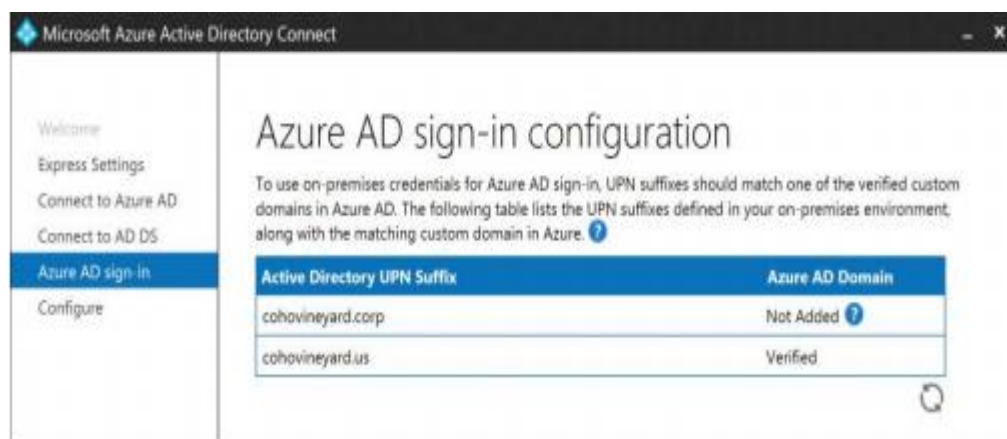 Microsoft Azure Active Directory Connect
Welcome
Express Settings
Connect to Azure AD
Connect to AD DS
Azure AD sign-in
Configure
Azure AD sign-in configuration
To use on-premises credentials for Azure AD sign-in, UPN suffixes should match one of the verified custom
domains in Azure AD. The following table lists the UPN suffixes defined in your on-premises environment,
along with the matching custom domain in Azure. ?
Active Directory UPN Suffix Azure AD Domain
cohovineyard.corp Not Added ?
cohovineyard.us Verified